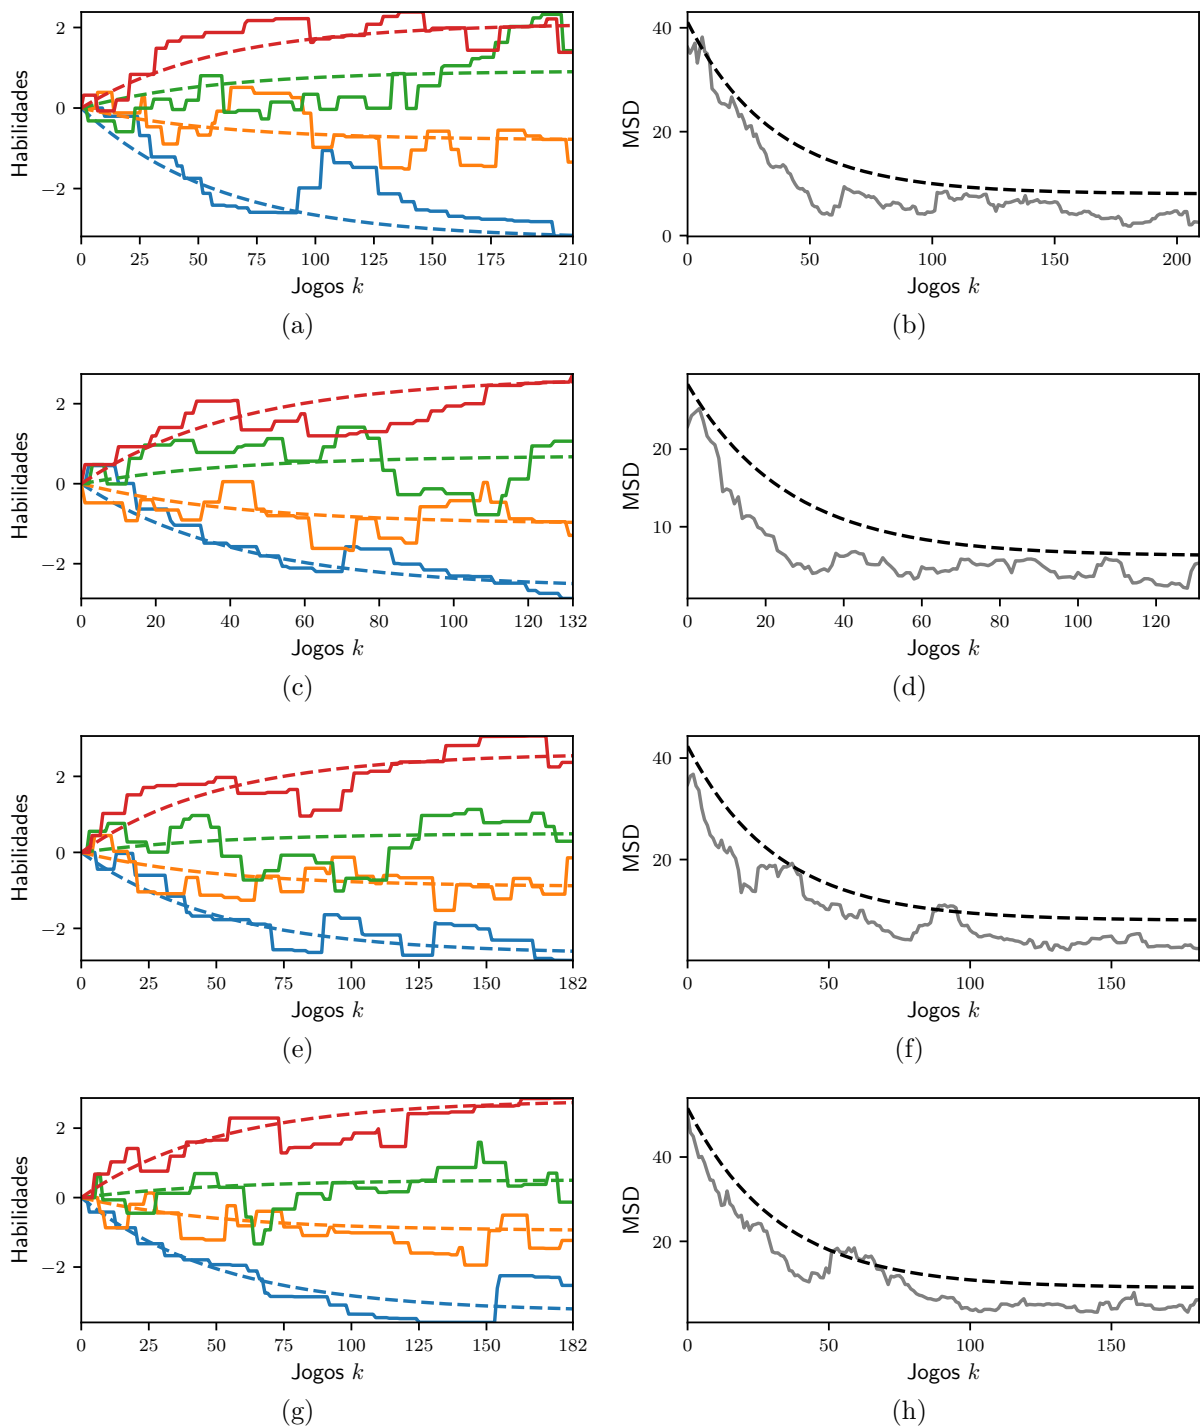 2
0
−2
Habilidades
0 25 50 75 100 125 150 175 210
Jogos k
(a)
40
20
0
MSD
0 50 100 150 200
Jogos k
(b)
2
0
−2
Habilidades
0 20 40 60 80 100 120 132
Jogos k
(c)
20
10
MSD
0 20 40 60 80 100 120
Jogos k
(d)
2
0
−2
Habilidades
0 25 50 75 100 125 150 182
Jogos k
(e)
40
20
MSD
0 50 100 150
Jogos k
(f)
2
0
−2
Habilidades
0 25 50 75 100 125 150 182
Jogos k
(g)
40
20
MSD
0 50 100 150
Jogos k
(h)